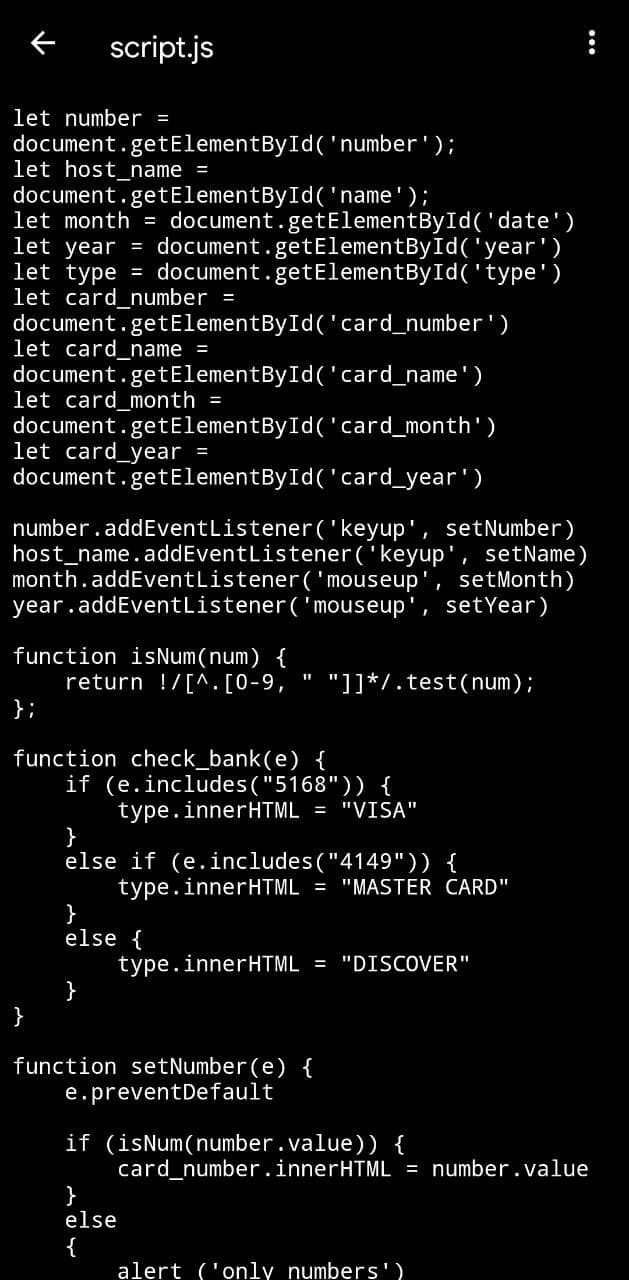 script.js
let number =
document.getElementById('number');
let host_name =
document.getElementById('name');
let month = document.getElementById('date')
let year = document.getElementById('year')
let type = document.getElementById('type')
let card_number =
document.getElementById('card_number')
let card_name =
document.getElementById('card_name')
let card_month =
document.getElementById('card_month')
let card_year =
document.getElementById('card_year')
number.addEventListener('keyup', setNumber)
host_name.addEventListener('keyup', setName)
month.addEventListener('mouseup', setMonth)
year.addEventListener('mouseup', setYear)
function isNum(num) {
    return !/[^.[0-9, " "]]*/.test(num);
};
function check_bank(e) {
    if (e.includes("5168")) {
        type.innerHTML = "VISA"
    }
    else if (e.includes("4149")) {
        type.innerHTML = "MASTER CARD"
    }
    else {
        type.innerHTML = "DISCOVER"
    }
}
function setNumber(e) {
    e.preventDefault
    if (isNum(number.value)) {
        card_number.innerHTML = number.value
    }
    else
    {
        alert ('only numbers')